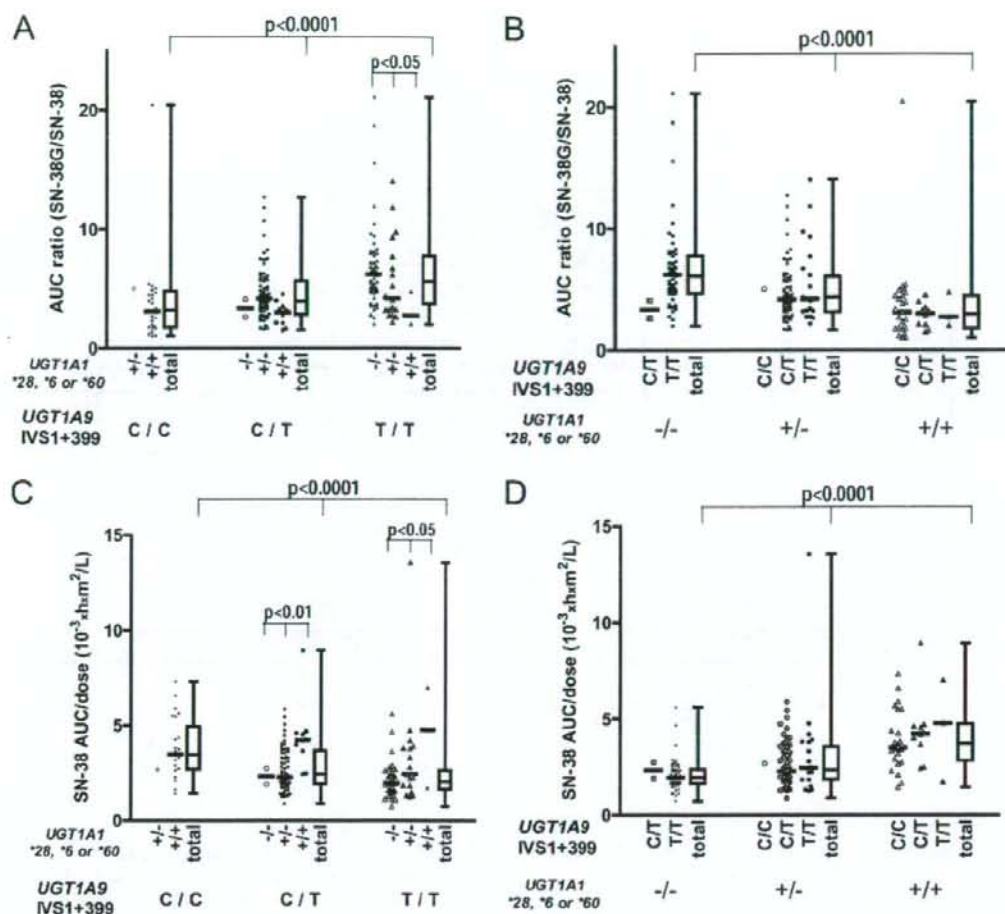 A
p<0.0001
p<0.05
AUC ratio (SN-38G/SN-38)
20
10
0
UGT1A1
*28, *6 or *60
+/- +/+ total -/- +/- +/+ total -/- +/- +/+ total
UGT1A9
IVS1+399
C / C C / T T / T
B
p<0.0001
AUC ratio (SN-38G/SN-38)
20
10
0
UGT1A9
IVS1+399
C/T T/T total C/C C/T T/T total C/C C/T T/T total
UGT1A1
*28, *6 or *60
-/- +/- +/+
C
p<0.0001
p<0.05
p<0.01
SN-38 AUC/dose (10-3xhxm2/L)
15
10
5
0
UGT1A1
*28, *6 or *60
+/- +/+ total -/- +/- +/+ total -/- +/- +/+ total
UGT1A9
IVS1+399
C / C C / T T / T
D
p<0.0001
SN-38 AUC/dose (10-3xhxm2/L)
15
10
5
0
UGT1A9
IVS1+399
C/T T/T total C/C C/T T/T total C/C C/T T/T total
UGT1A1
*28, *6 or *60
-/- +/- +/+